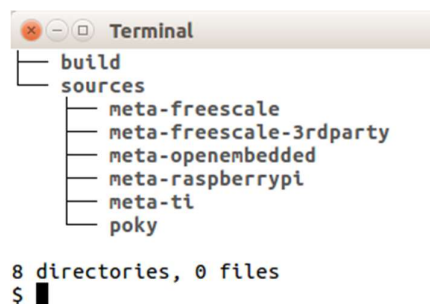 Terminal
├── build
└── sources
    ├── meta-freescale
    ├── meta-freescale-3rdparty
    ├── meta-openembedded
    ├── meta-raspberrypi
    ├── meta-ti
    └── poky
8 directories, 0 files
$